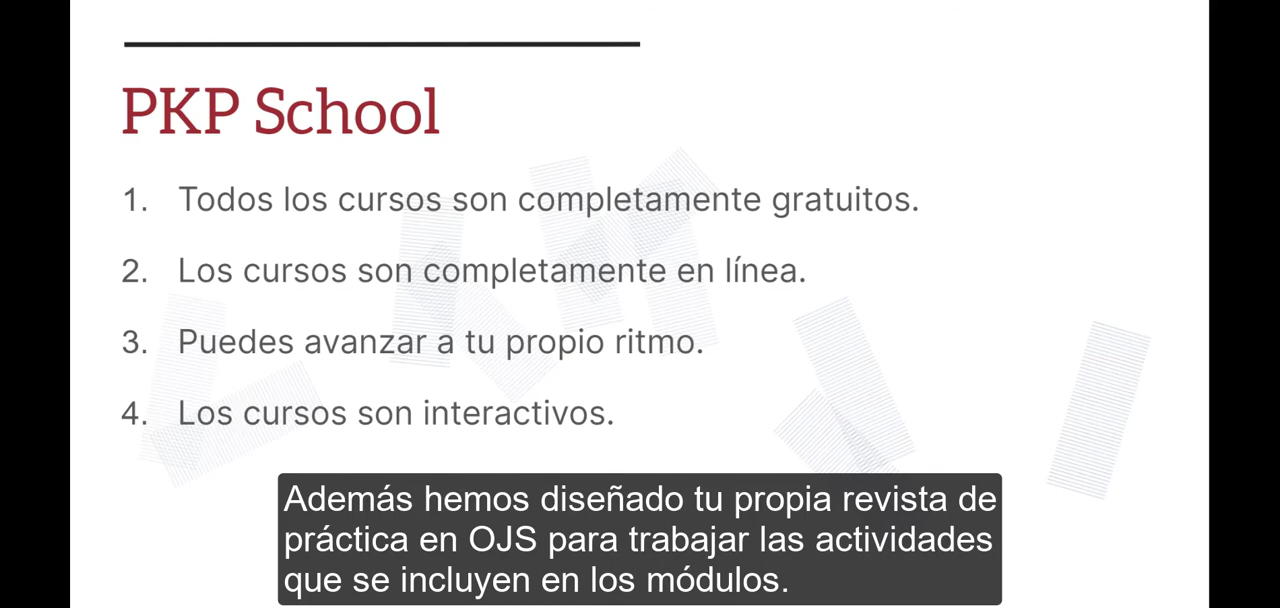 PKP School
1. Todos los cursos son completamente gratuitos.
2. Los cursos son completamente en línea.
3. Puedes avanzar a tu propio ritmo.
4. Los cursos son interactivos.
Además hemos diseñado tu propia revista de
práctica en OJS para trabajar las actividades
que se incluyen en los módulos.